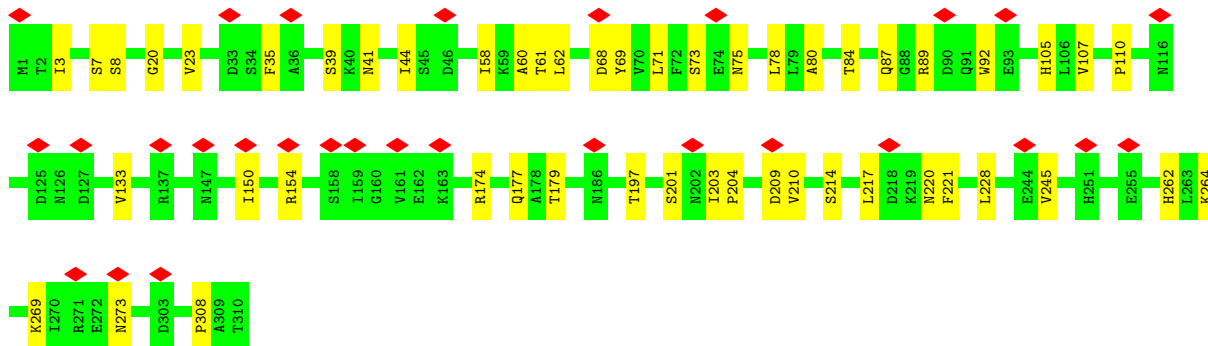 M1 T2 I3 S7 S8 G20 V23 D33 S34 F35 A36 S39 K40 N41 I44 S45 D46 I58 K59 A60 T61 L62 D68 Y69 V70 L71 F72 S73 E74 N75 L78 L79 A80 T84 Q87 G88 R89 D90 Q91 W92 E93 H105 L106 V107 P110 N116
D125 N126 D127 V133 R137 N147 I150 R154 S158 I159 G160 V161 E162 K163 R174 Q177 A178 T179 N186 T197 S201 N202 I203 P204 D209 V210 S214 L217 D218 K219 N220 F221 L228 E244 V245 H251 E255 H262 L263 K264
K269 I270 R271 E272 N273 D303 P308 A309 T310